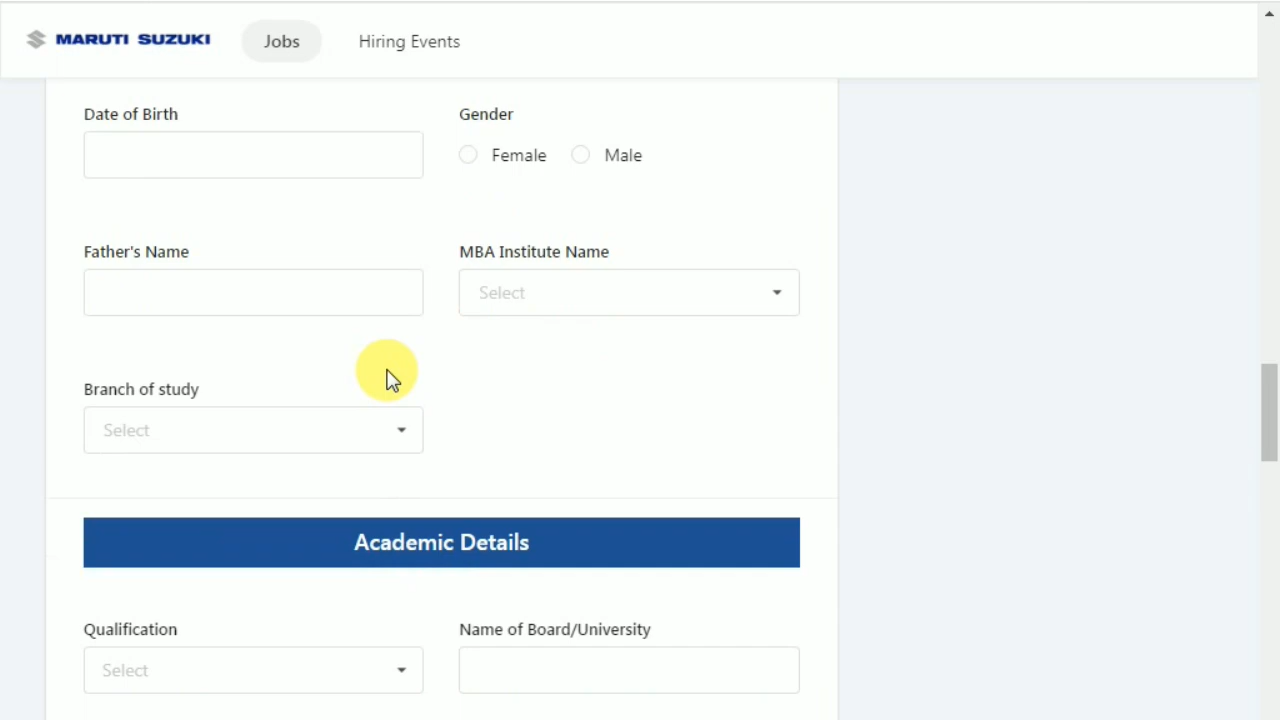 MARUTI SUZUKI Jobs Hiring Events
Date of Birth Gender
Female Male
Father's Name MBA Institute Name
Select
Branch of study
Select
Academic Details
Qualification Name of Board/University
Select